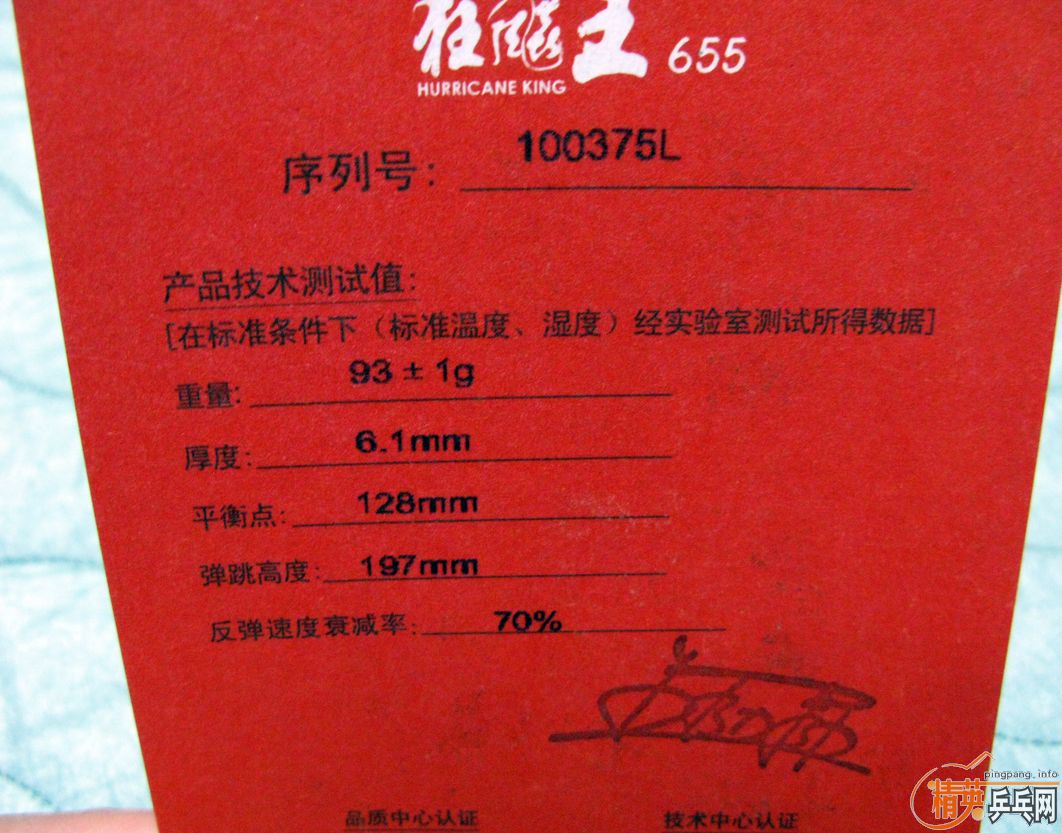 狂飚王 655
HURRICANE KING
序列号: 100375L
产品技术测试值:
[在标准条件下（标准温度、湿度）经实验室测试所得数据]
重量: 93 ± 1g
厚度: 6.1mm
平衡点: 128mm
弹跳高度: 197mm
反弹速度衰减率: 70%
品质中心认证 技术中心认证
pingpang.info
精英乒乓网